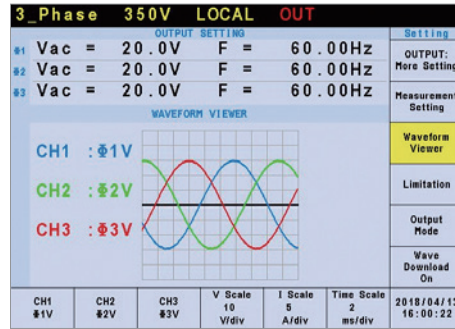 3_Phase 350V LOCAL OUT
OUTPUT SETTING
Φ1 Vac = 20.0V F = 60.00Hz
Φ2 Vac = 20.0V F = 60.00Hz
Φ3 Vac = 20.0V F = 60.00Hz
WAVEFORM VIEWER
CH1 :Φ1V
CH2 :Φ2V
CH3 :Φ3V
Setting
OUTPUT:
More Setting
Measurement
Setting
Waveform
Viewer
Limitation
Output
Mode
Wave
Download
On
CH1
Φ1V
CH2
Φ2V
CH3
Φ3V
V Scale
10
V/div
I Scale
5
A/div
Time Scale
2
ms/div
2018/04/13
16:00:22